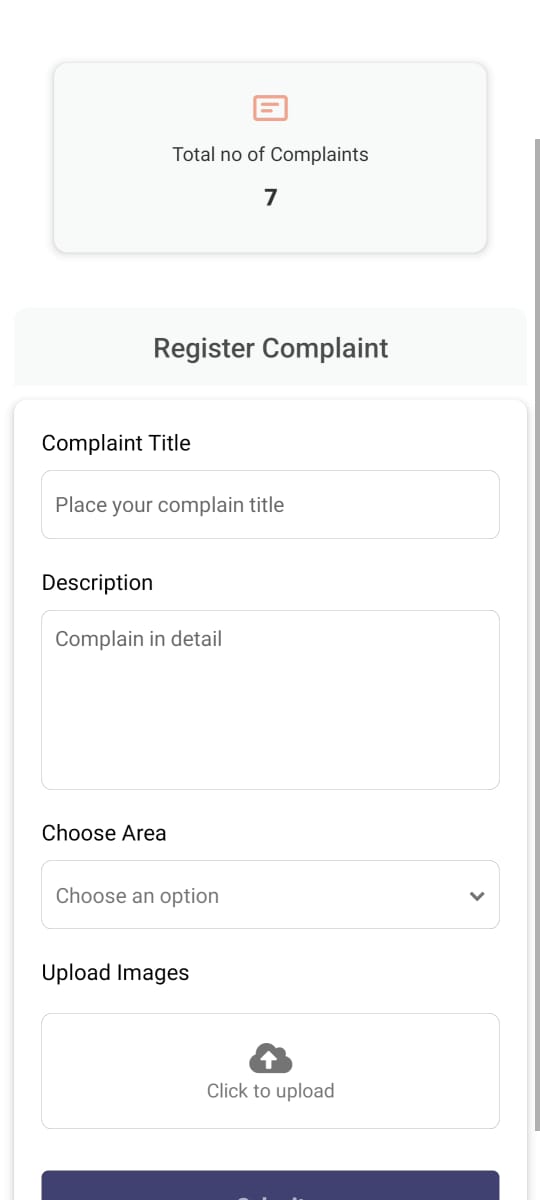 Total no of Complaints
7
Register Complaint
Complaint Title
Place your complain title
Description
Complain in detail
Choose Area
Choose an option
Upload Images
Click to upload